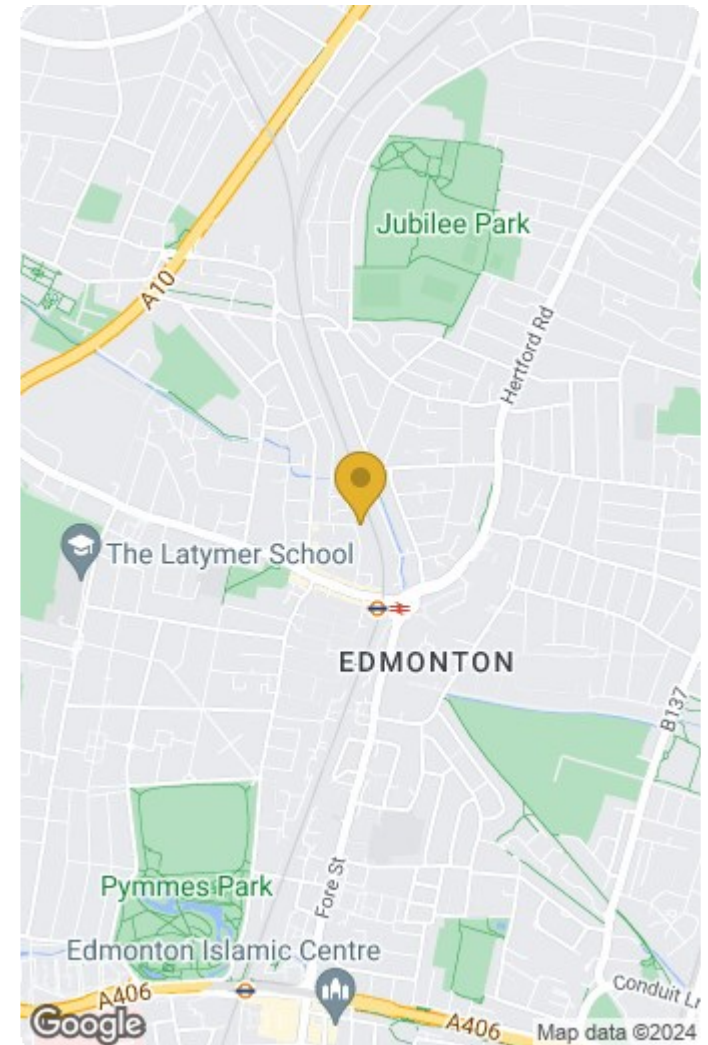 Jubilee Park
A10
Hertford Rd
The Latymer School
EDMONTON
B137
Pymmes Park
Fore St
Edmonton Islamic Centre
A406
A406
Conduit Ln
Google
Map data ©2024